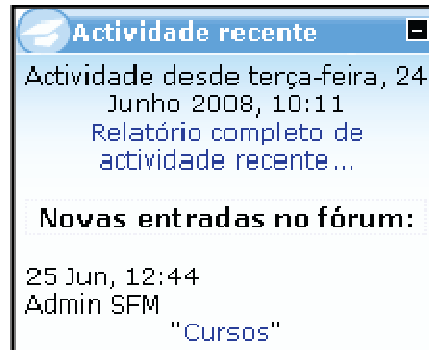 Actividade recente
Actividade desde terça-feira, 24
Junho 2008, 10:11
Relatório completo de
actividade recente...
Novas entradas no fórum:
25 Jun, 12:44
Admin SFM
"Cursos"